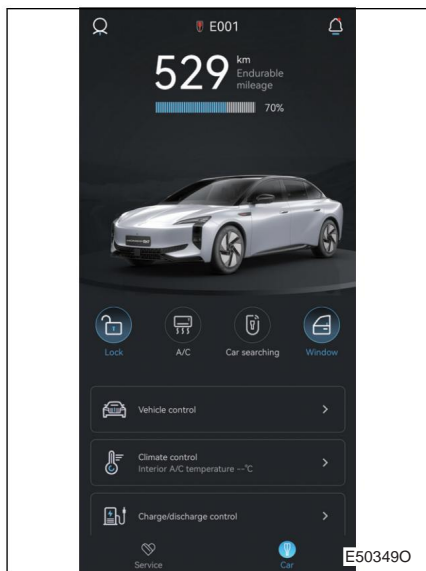 E001
529
km
Endurable
mileage
70%
Lock
A/C
Car searching
Window
Vehicle control
Climate control
Interior A/C temperature --℃
Charge/discharge control
Service
Car
E50349O